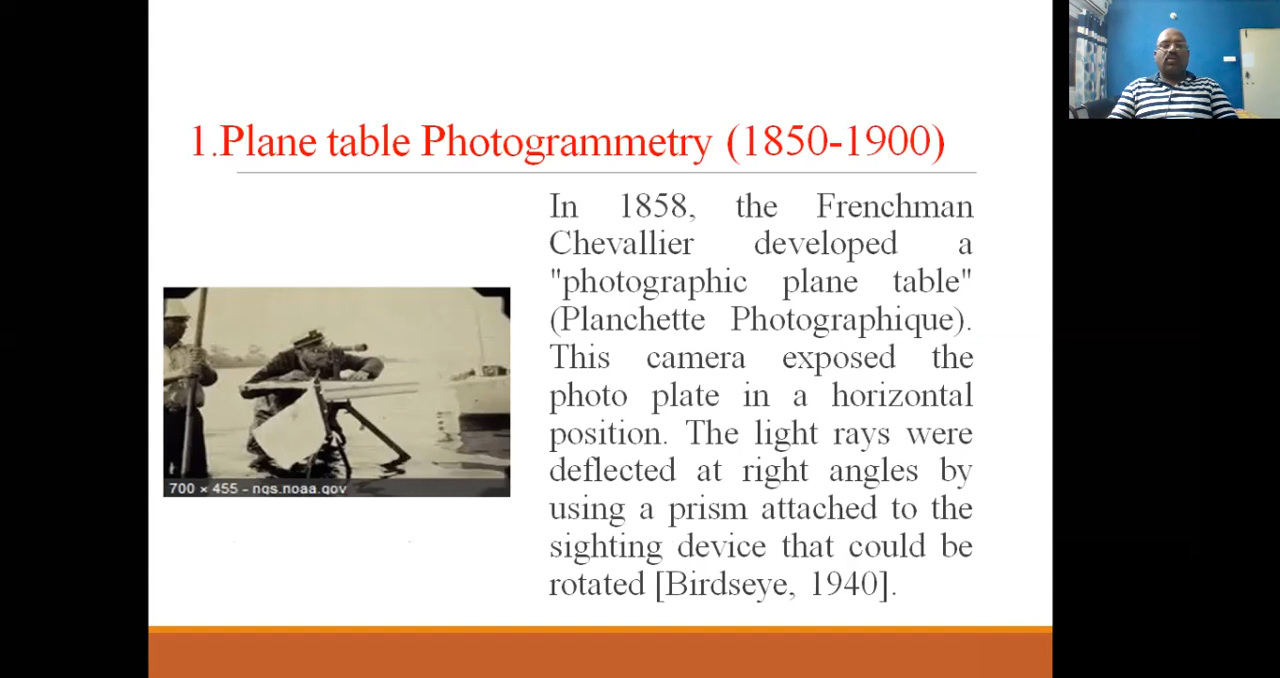 1.Plane table Photogrammetry (1850-1900)
In 1858, the Frenchman
Chevallier developed a
"photographic plane table"
(Planchette Photographique).
This camera exposed the
photo plate in a horizontal
position. The light rays were
deflected at right angles by
using a prism attached to the
sighting device that could be
rotated [Birdseye, 1940].
700 × 455 - ngs.noaa.gov